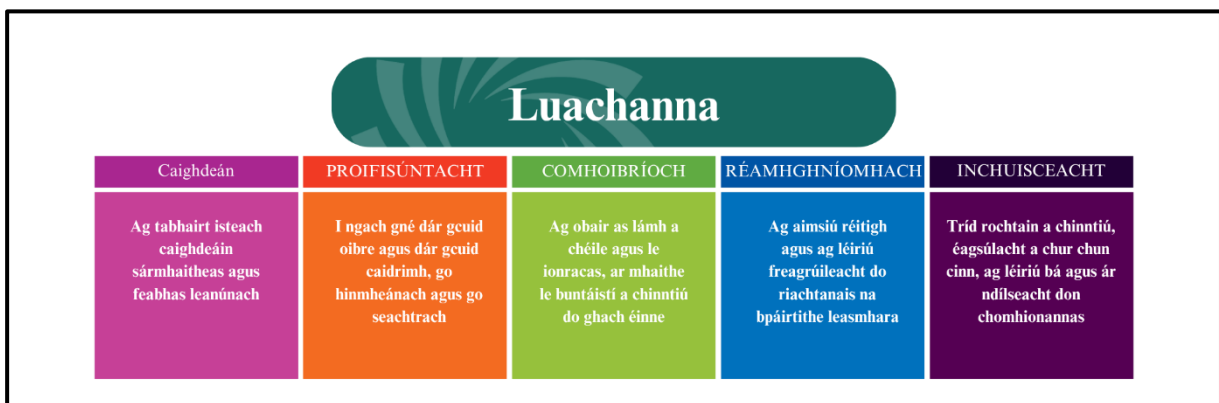 Luachanna
Caighdeán
Ag tabhairt isteach
caighdeáin
sármhaitheas agus
feabhas leanúnach
PROIFISÚNTACHT
I ngach gné dár gcuid
oibre agus dár gcuid
caidrimh, go
hinmheánach agus go
seachtrach
COMHOIBRÍOCH
Ag obair as lámh a
chéile agus le
ionracas, ar mhaithe
le buntáistí a chinntiú
do ghach éinne
RÉAMHGHNÍOMHACH
Ag aimsiú réitigh
agus ag léiriú
freagrúileacht do
riachtanais na
bpáirtithe leasmhara
INCHUISCEACHT
Tríd rochtain a chinntiú,
éagsúlacht a chur chun
cinn, ag léiriú bá agus ár
ndílseacht don
chomhionannas